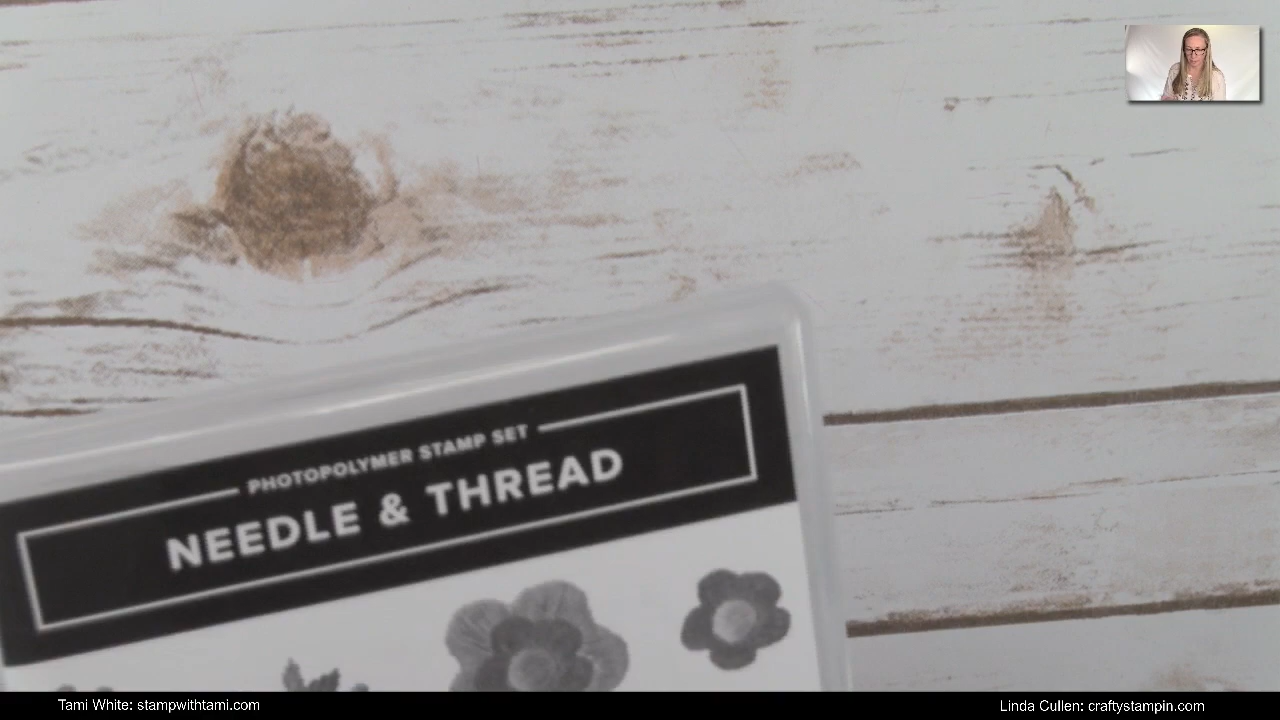 PHOTOPOLYMER STAMP SET
NEEDLE & THREAD
Tami White: stampwithtami.com
Linda Cullen: craftystampin.com